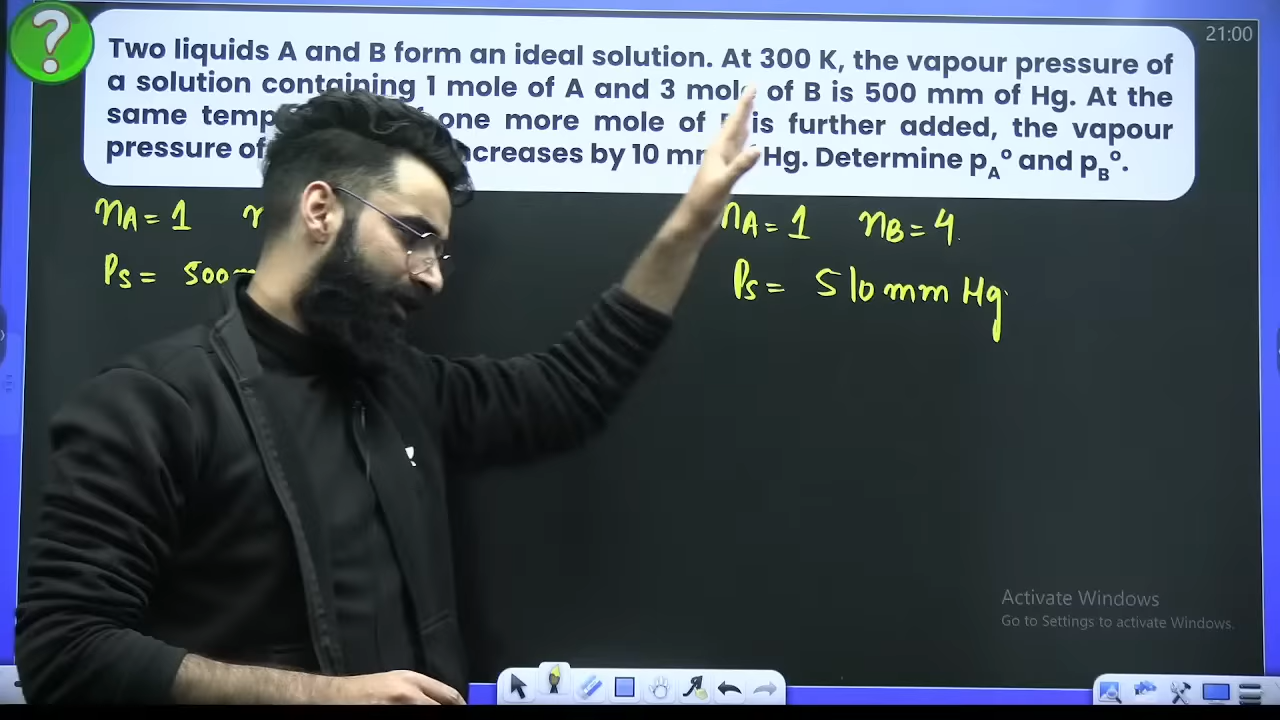 21:00
?
Two liquids A and B form an ideal solution. At 300 K, the vapour pressure of
a solution containing 1 mole of A and 3 mole of B is 500 mm of Hg. At the
same one more mole of is further added, the vapour
pressure of by 10 Hg. Determine pA° and pB°.
nA = 1 nA = 1 nB = 4.
Ps = 500 Ps = 510 mm Hg.
Activate Windows
Go to Settings to activate Windows.